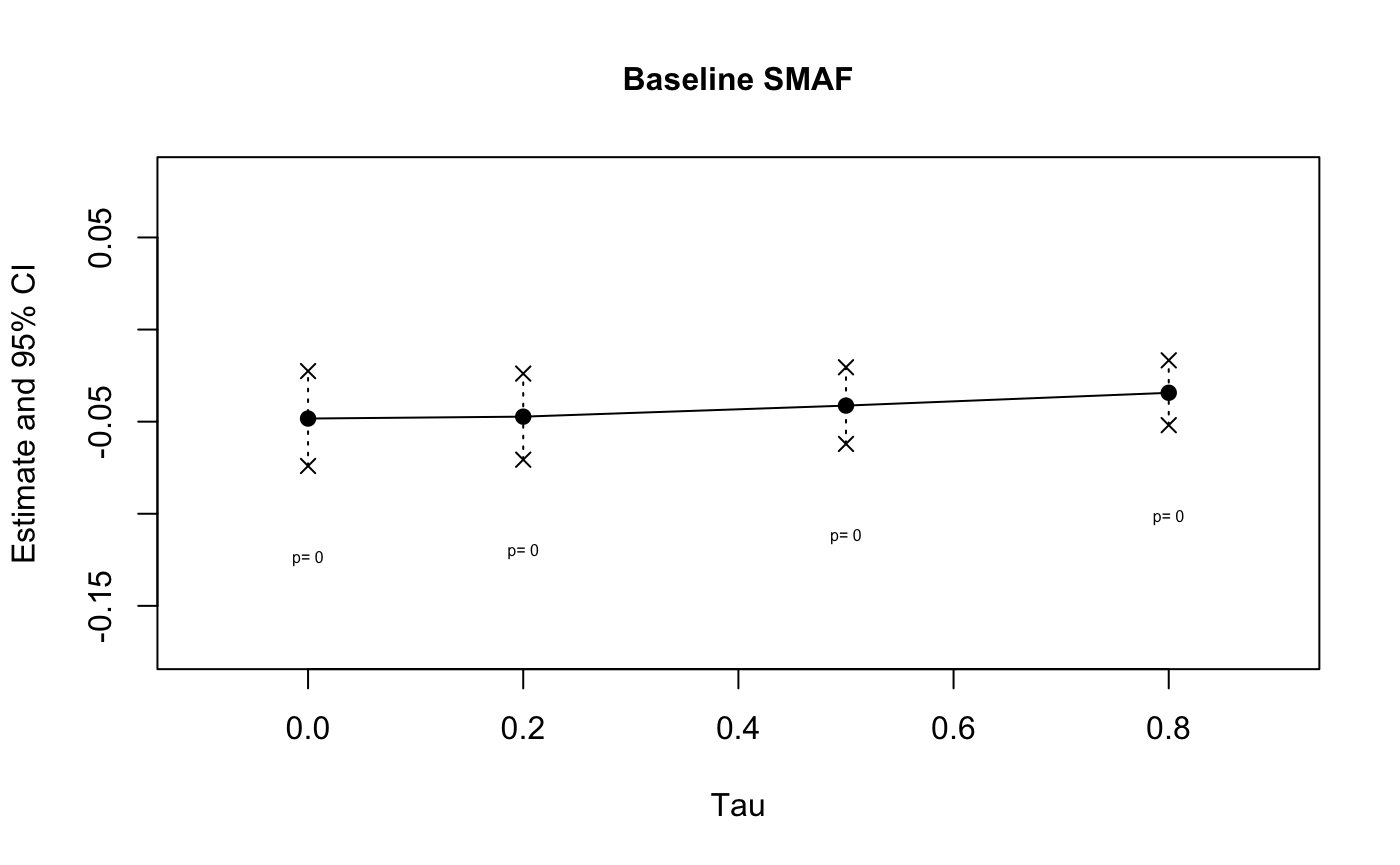 Baseline SMAF
Estimate and 95% CI
0.05
-0.05
-0.15
p= 0
p= 0
p= 0
p= 0
0.0
0.2
0.4
0.6
0.8
Tau